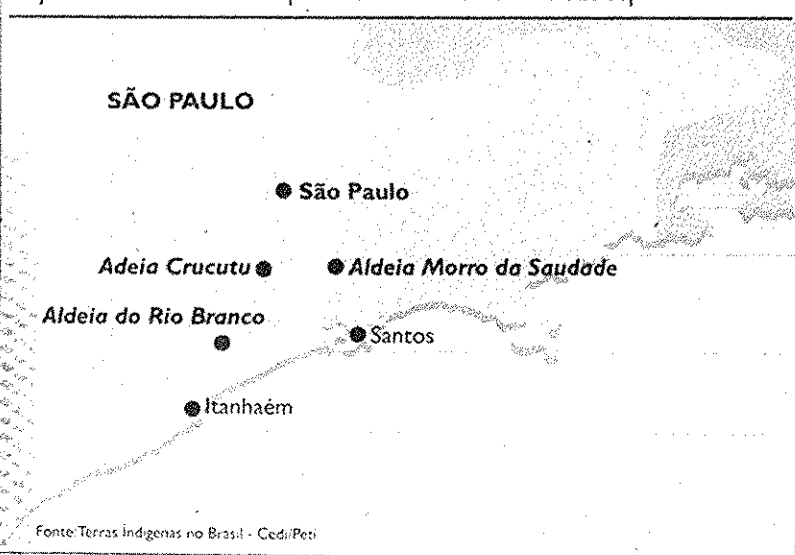 SÃO PAULO
São Paulo
Adeia Crucutu
Aldeia Morro da Saudade
Aldeia do Rio Branco
Santos
Itanhaém
Fonte: Terras Indígenas no Brasil - Cedi/Peti